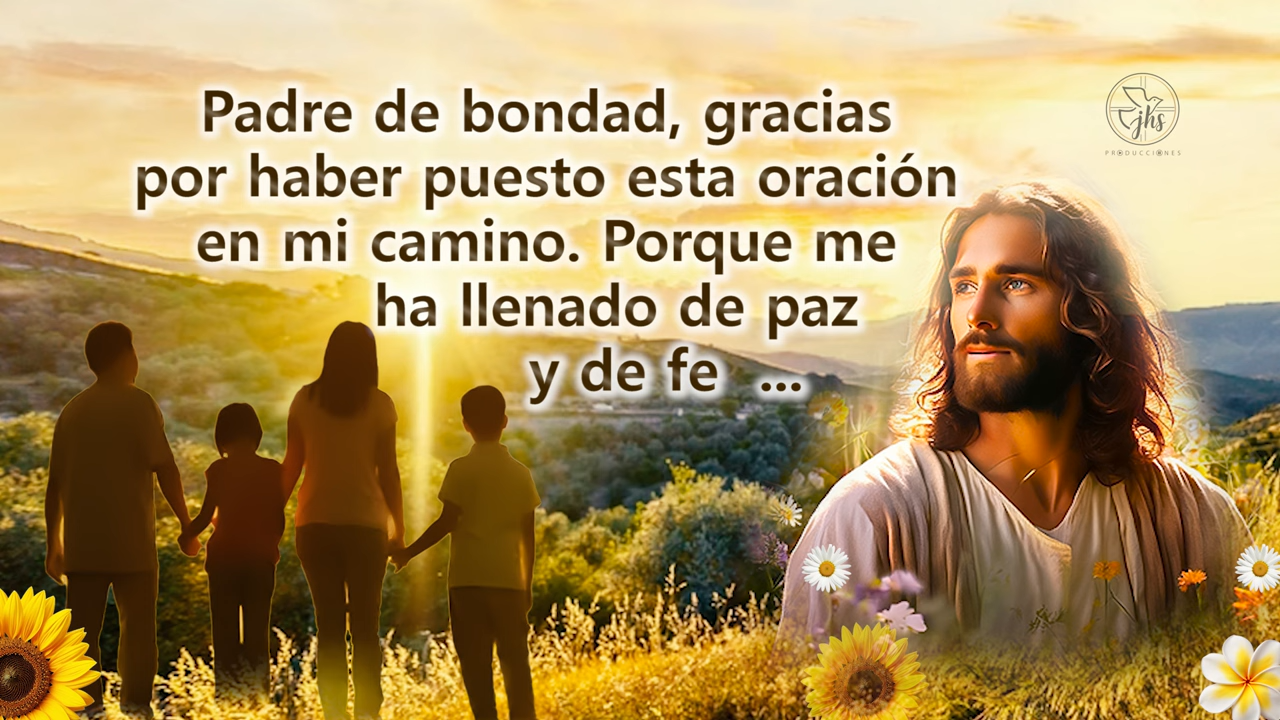 Padre de bondad, gracias
por haber puesto esta oración
en mi camino. Porque me
ha llenado de paz
y de fe ...
jhs
PRODUCCIONES